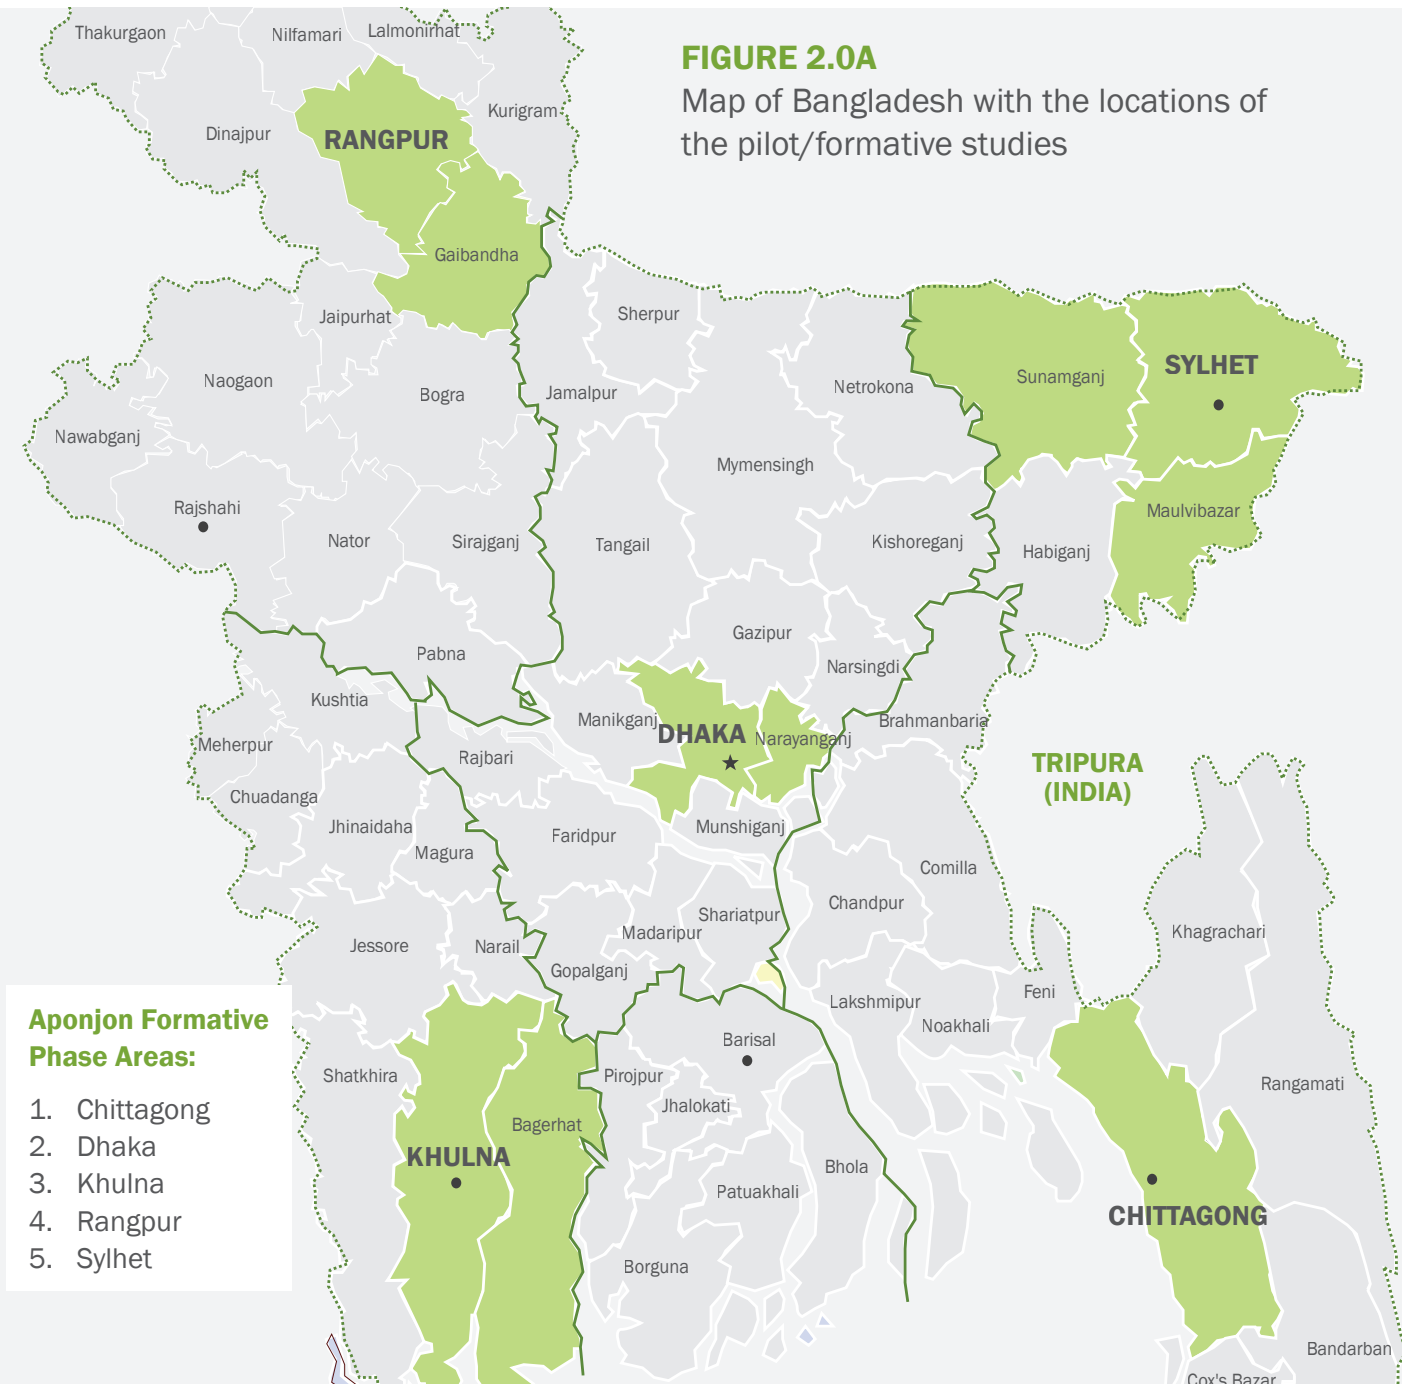 FIGURE 2.0A
Map of Bangladesh with the locations of
the pilot/formative studies
Thakurgaon
Nilfamari
Lalmonirhat
Kurigram
Dinajpur
RANGPUR
Gaibandha
Jaipurhat
Sherpur
Naogaon
Bogra
Jamalpur
Netrokona
Sunamganj
SYLHET
Nawabganj
Mymensingh
Rajshahi
Maulvibazar
Nator
Sirajganj
Tangail
Kishoreganj
Habiganj
Gazipur
Pabna
Narsingdi
Kushtia
Manikganj
DHAKA
Narayanganj
Brahmanbaria
Meherpur
Rajbari
TRIPURA
(INDIA)
Chuadanga
Jhinaidaha
Magura
Faridpur
Munshiganj
Comilla
Chandpur
Shariatpur
Madaripur
Khagrachari
Jessore
Narail
Gopalganj
Lakshmipur
Feni
Noakhali
Barisal
Shatkhira
Pirojpur
Rangamati
Jhalokati
Bagerhat
KHULNA
Bhola
Patuakhali
CHITTAGONG
Borguna
Bandarban
Cox's Bazar
Aponjon Formative
Phase Areas:
1. Chittagong
2. Dhaka
3. Khulna
4. Rangpur
5. Sylhet